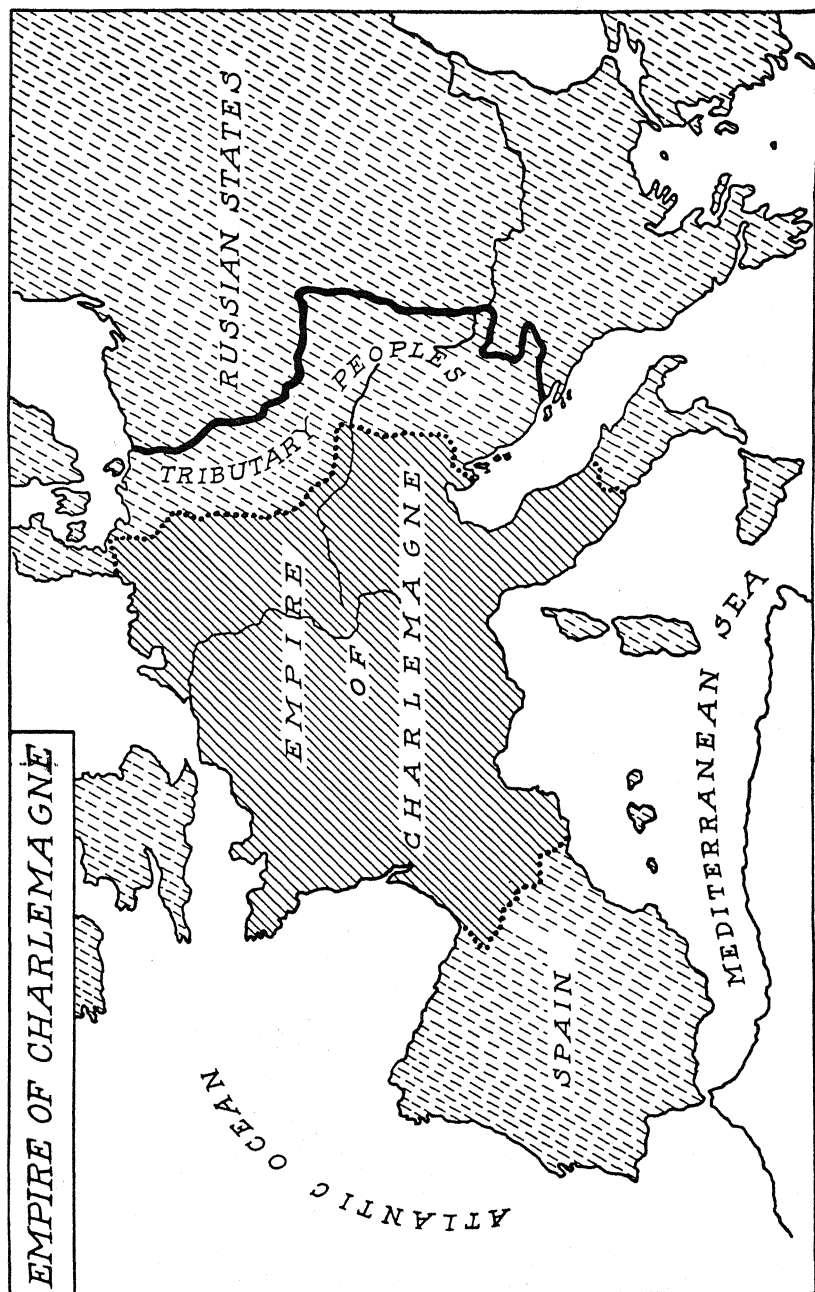 EMPIRE OF CHARLEMAGNE
RUSSIAN STATES
TRIBUTARY PEOPLES
EMPIRE
OF
CHARLEMAGNE
SPAIN
ATLANTIC OCEAN
MEDITERRANEAN SEA